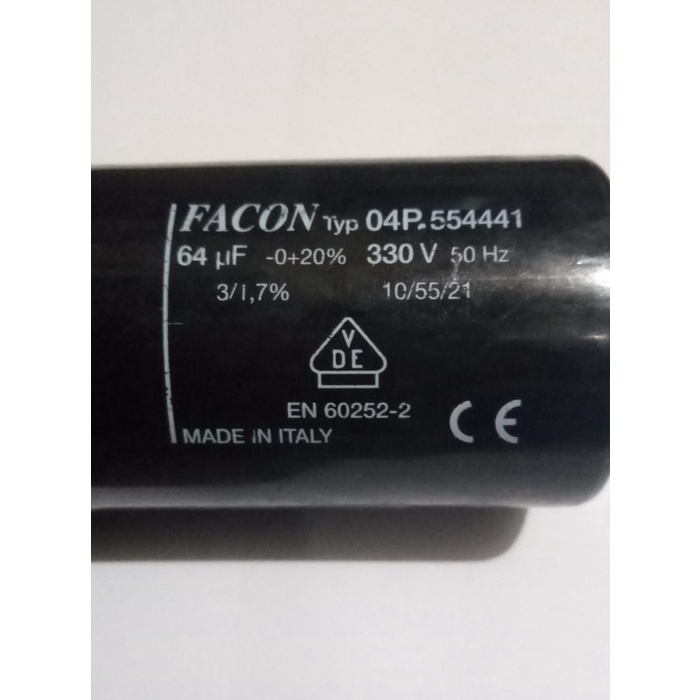 FACON Typ 04P.554441
64 µF -0+20% 330 V 50 Hz
3/1,7% 10/55/21
V
DE
EN 60252-2
MADE IN ITALY CE